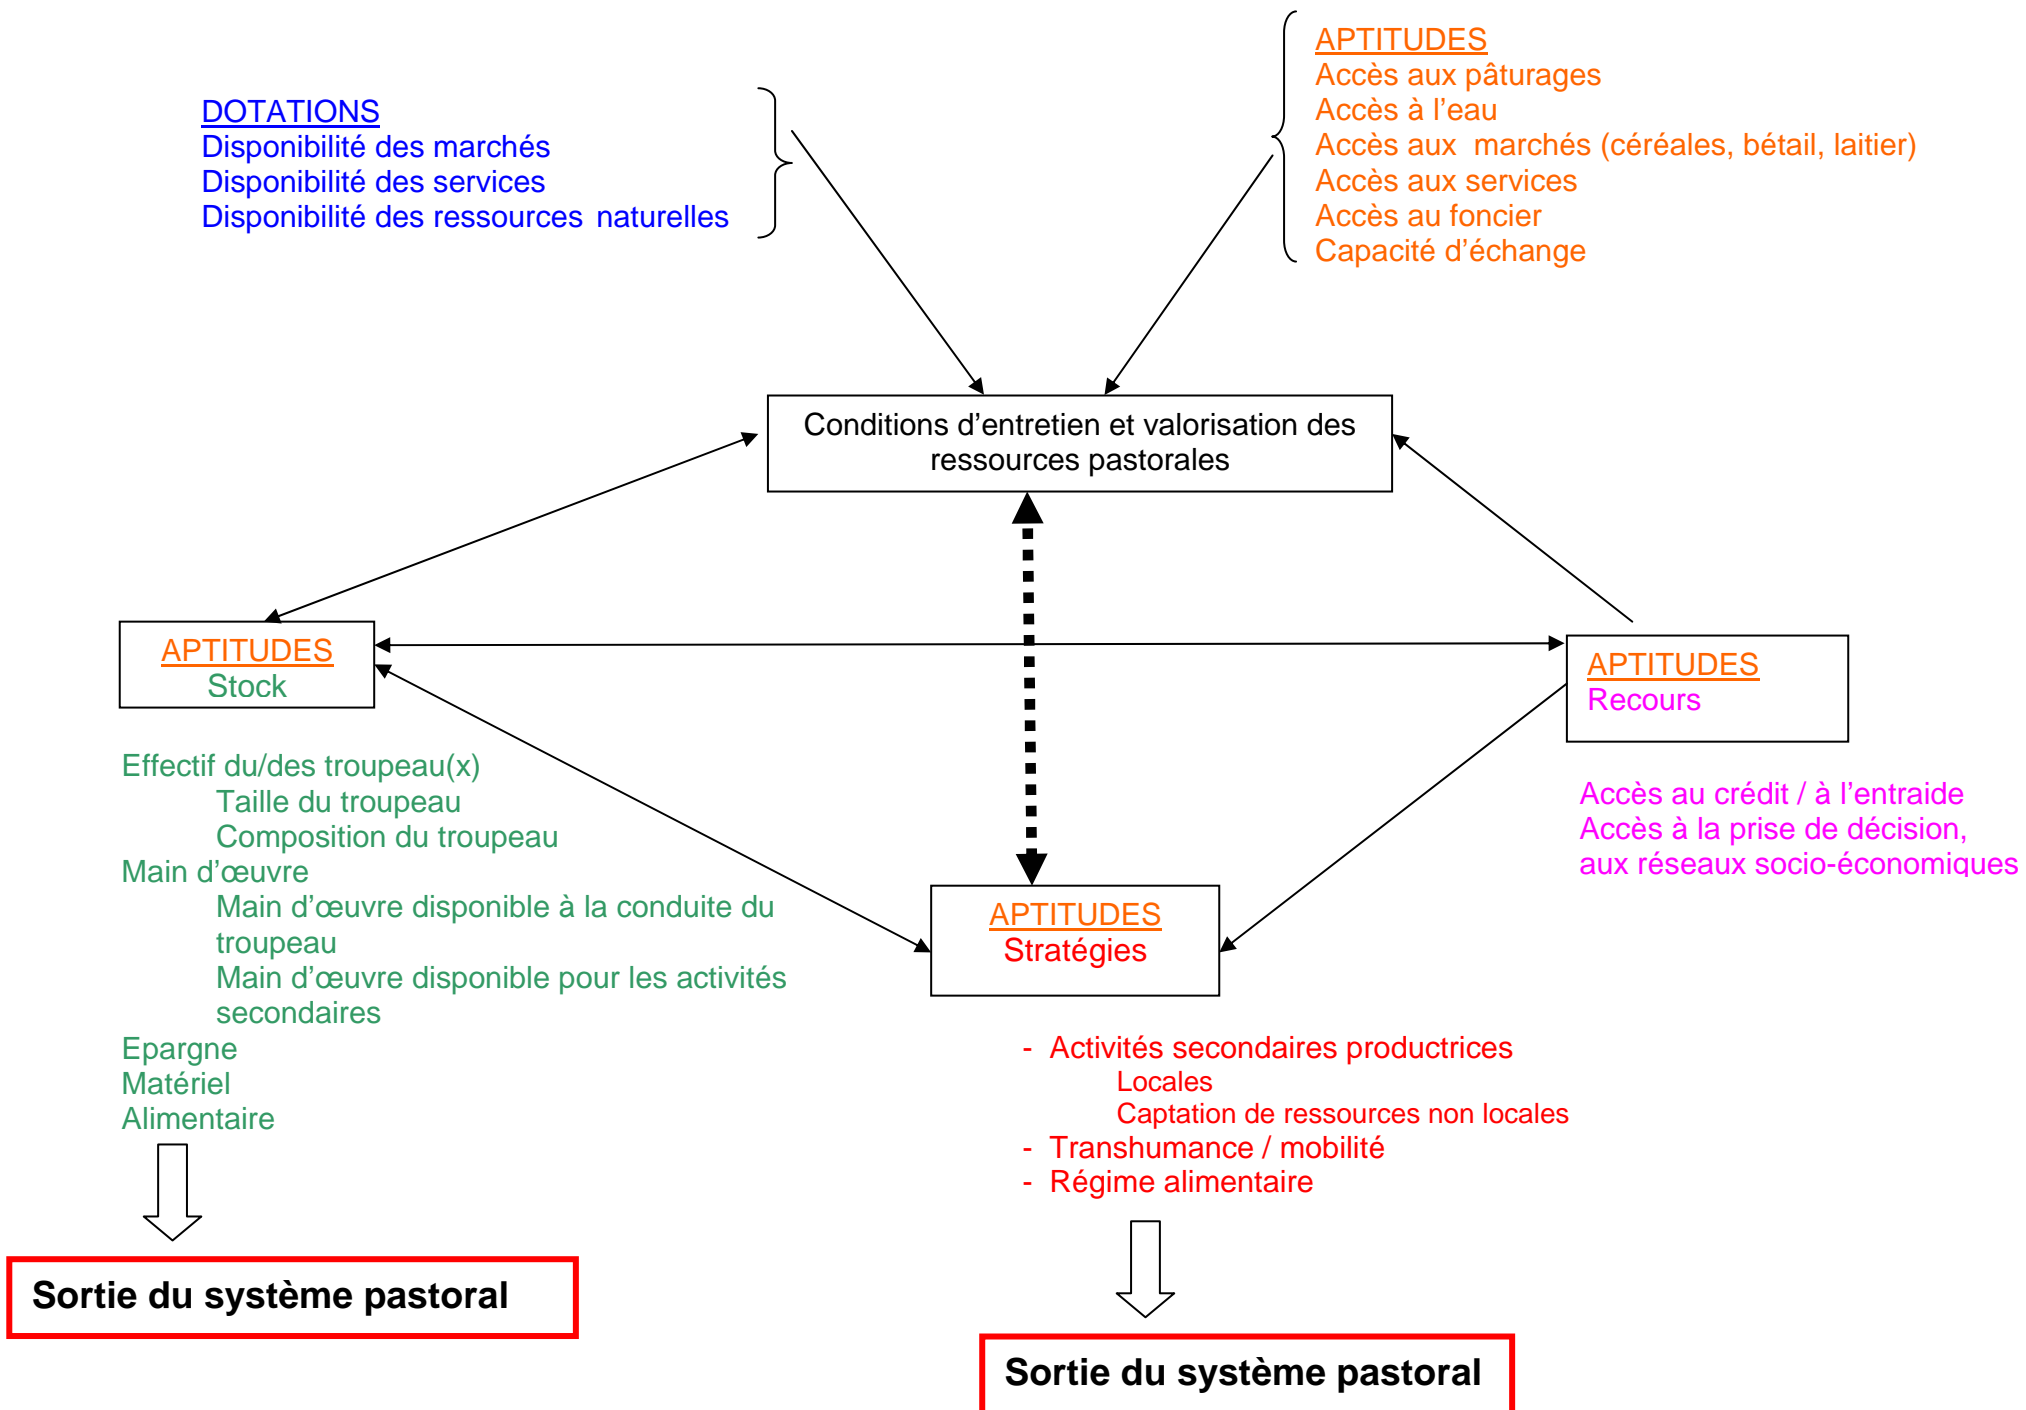 APTITUDES
Accès aux pâturages
Accès à l'eau
Accès aux  marchés (céréales, bétail, laitier)
Accès aux services
Accès au foncier
Capacité d'échange
DOTATIONS
Disponibilité des marchés
Disponibilité des services
Disponibilité des ressources naturelles
Conditions d'entretien et valorisation des
ressources pastorales
APTITUDES
Stock
APTITUDES
Recours
Effectif du/des troupeau(x)
Taille du troupeau
Composition du troupeau
Main d'œuvre
Main d'œuvre disponible à la conduite du
troupeau
Main d'œuvre disponible pour les activités
secondaires
Epargne
Matériel
Alimentaire
Accès au crédit / à l'entraide
Accès à la prise de décision,
aux réseaux socio-économiques
APTITUDES
Stratégies
- Activités secondaires productrices
Locales
Captation de ressources non locales
- Transhumance / mobilité
- Régime alimentaire
Sortie du système pastoral
Sortie du système pastoral